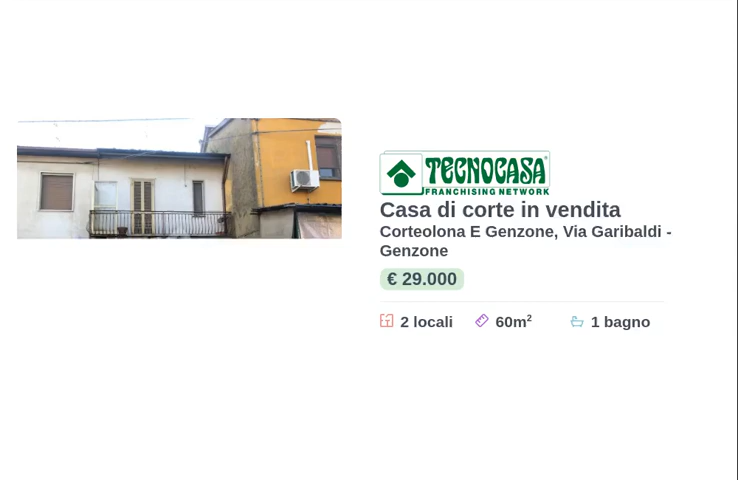 TECNOCASA
FRANCHISING NETWORK
Casa di corte in vendita
Corteolona E Genzone, Via Garibaldi -
Genzone
€ 29.000
2 locali 60m² 1 bagno